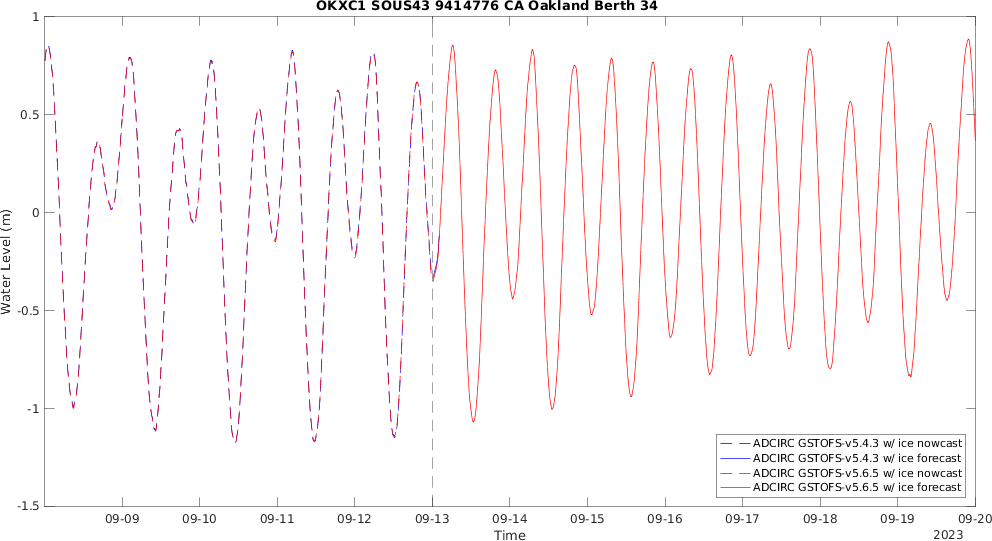 OKXC1 SOUS43 9414776 CA Oakland Berth 34
1
0.5
0
-0.5
-1
-1.5
Water Level (m)
ADCIRC GSTOFS-v5.4.3 w/ ice nowcast
ADCIRC GSTOFS-v5.4.3 w/ ice forecast
ADCIRC GSTOFS-v5.6.5 w/ ice nowcast
ADCIRC GSTOFS-v5.6.5 w/ ice forecast
09-09 09-10 09-11 09-12 09-13 09-14 09-15 09-16 09-17 09-18 09-19 09-20
Time
2023